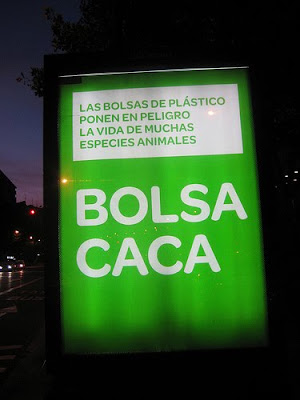 LAS BOLSAS DE PLÁSTICO
PONEN EN PELIGRO
LA VIDA DE MUCHAS
ESPECIES ANIMALES
BOLSA
CACA